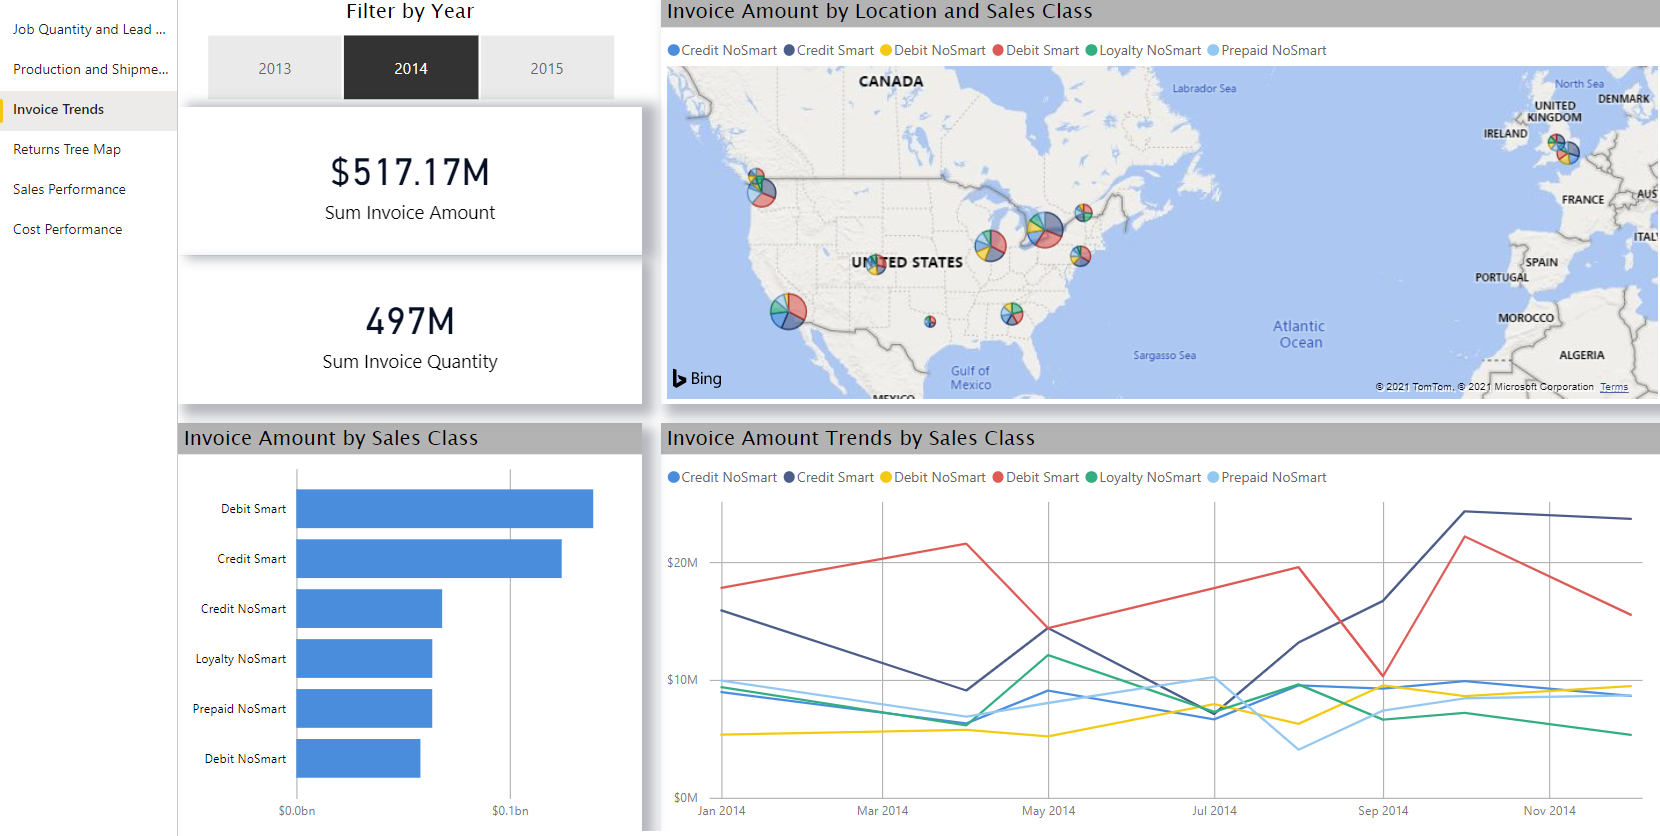 Job Quantity and Lead ...
Production and Shipme...
Invoice Trends
Returns Tree Map
Sales Performance
Cost Performance
Filter by Year
2013
2014
2015
$517.17M
Sum Invoice Amount
497M
Sum Invoice Quantity
Invoice Amount by Location and Sales Class
Credit NoSmart Credit Smart Debit NoSmart Debit Smart Loyalty NoSmart Prepaid NoSmart
CANADA
Labrador Sea
North Sea
DENMARK
UNITED
KINGDOM
IRELAND
FRANCE
AUS
ITAL
UNITED STATES
SPAIN
PORTUGAL
MOROCCO
ALGERIA
Atlantic
Ocean
Sargasso Sea
Gulf of
Mexico
MEXICO
Bing
© 2021 TomTom, © 2021 Microsoft Corporation Terms
Invoice Amount by Sales Class
Debit Smart
Credit Smart
Credit NoSmart
Loyalty NoSmart
Prepaid NoSmart
Debit NoSmart
$0.0bn
$0.1bn
Invoice Amount Trends by Sales Class
Credit NoSmart Credit Smart Debit NoSmart Debit Smart Loyalty NoSmart Prepaid NoSmart
$20M
$10M
$0M
Jan 2014
Mar 2014
May 2014
Jul 2014
Sep 2014
Nov 2014